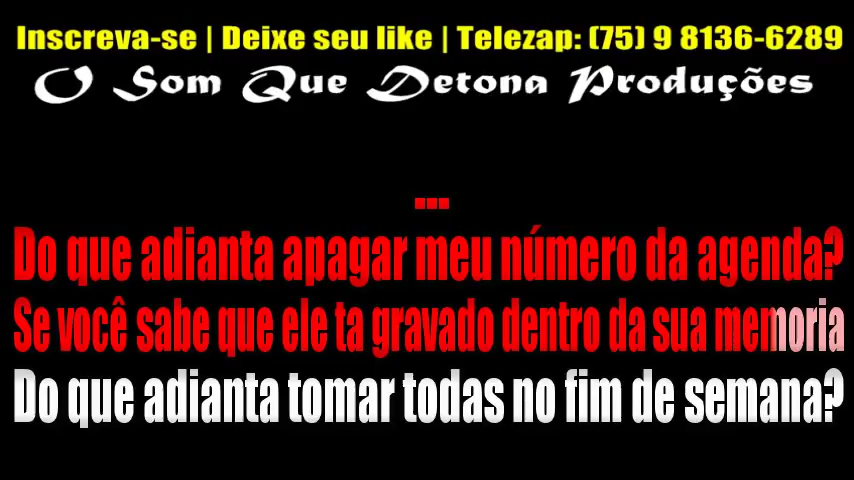 Inscreva-se | Deixe seu like | Telezap: (75) 9 8136-6289
O Som Que Detona Produções
...
Do que adianta apagar meu número da agenda?
Se você sabe que ele ta gravado dentro da sua memoria
Do que adianta tomar todas no fim de semana?